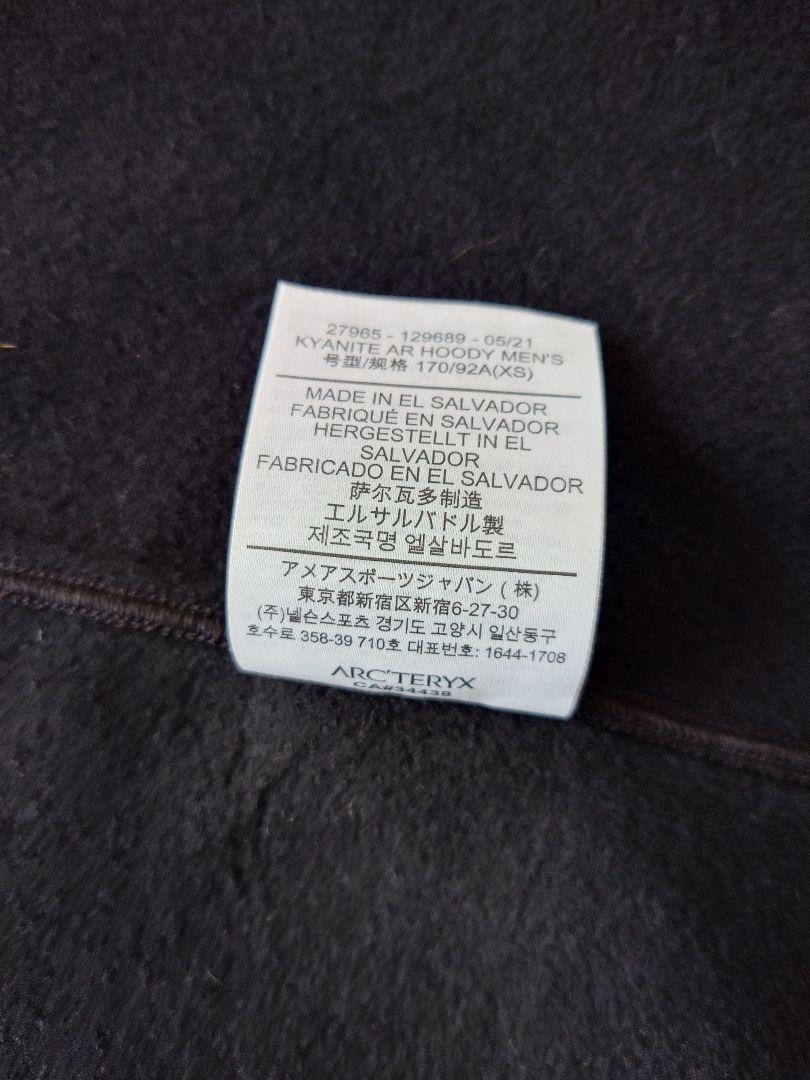 27965 - 129689 - 05/21
KYANITE AR HOODY MEN'S
号型/规格 170/92A(XS)
MADE IN EL SALVADOR
FABRIQUÉ EN SALVADOR
HERGESTELLT IN EL
SALVADOR
FABRICADO EN EL SALVADOR
萨尔瓦多制造
エルサルバドル製
제조국명 엘살바도르
アメアスポーツジャパン ( 株)
東京都新宿区新宿6-27-30
(주)넬슨스포츠 경기도 고양시 일산동구
호수로 358-39 710호 대표번호: 1644-1708
ARC'TERYX
CA#34438